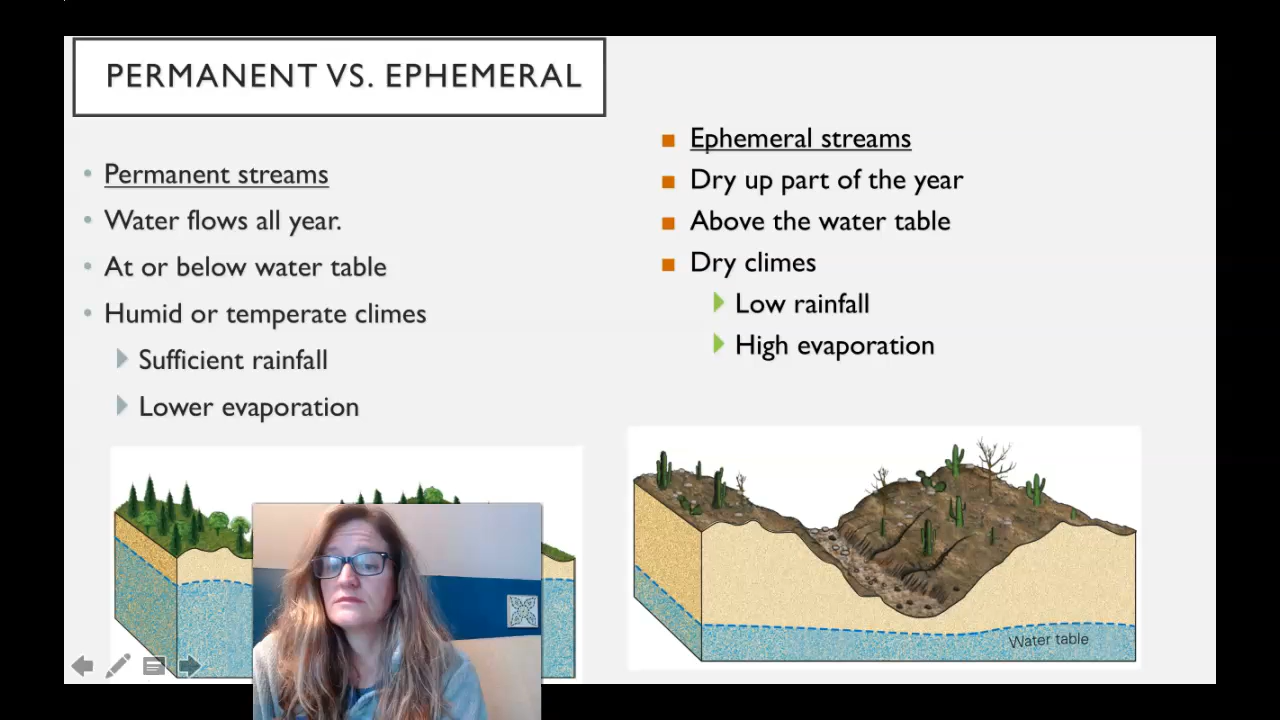 PERMANENT VS. EPHEMERAL
Permanent streams
Water flows all year.
At or below water table
Humid or temperate climes
Sufficient rainfall
Lower evaporation
Ephemeral streams
Dry up part of the year
Above the water table
Dry climes
Low rainfall
High evaporation
Water table